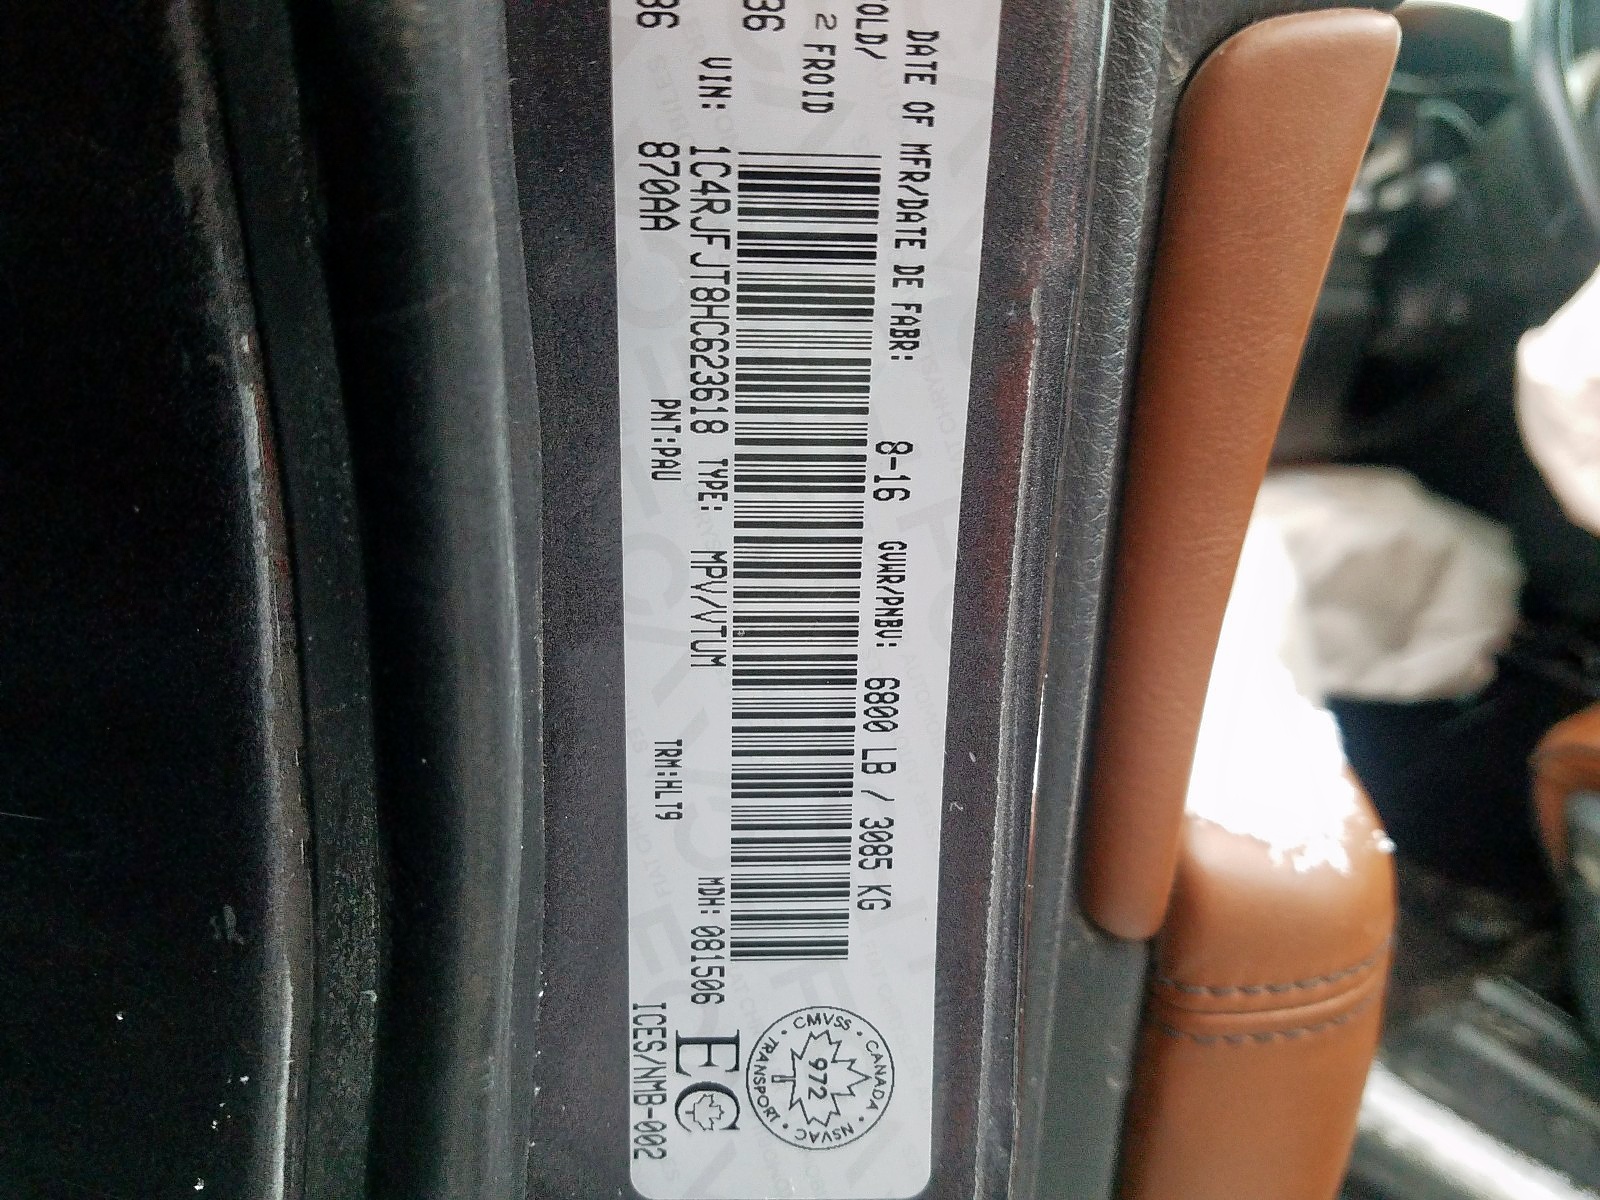 DATE OF MFR/DATE DE FABR: 8-16 GVWR/PNBV: 6800 LB / 3085 KG
OLD/
2 FROID
36
VIN: 1C4RJFJT8HC623618 TYPE: MPV/VTUM
86 870AA PNT:PAU TRM:HLT9 MDH: 081506
CMVSS · CANADA · NSVAC · TRANSPORT ·
972
EC
ICES/NMB-002